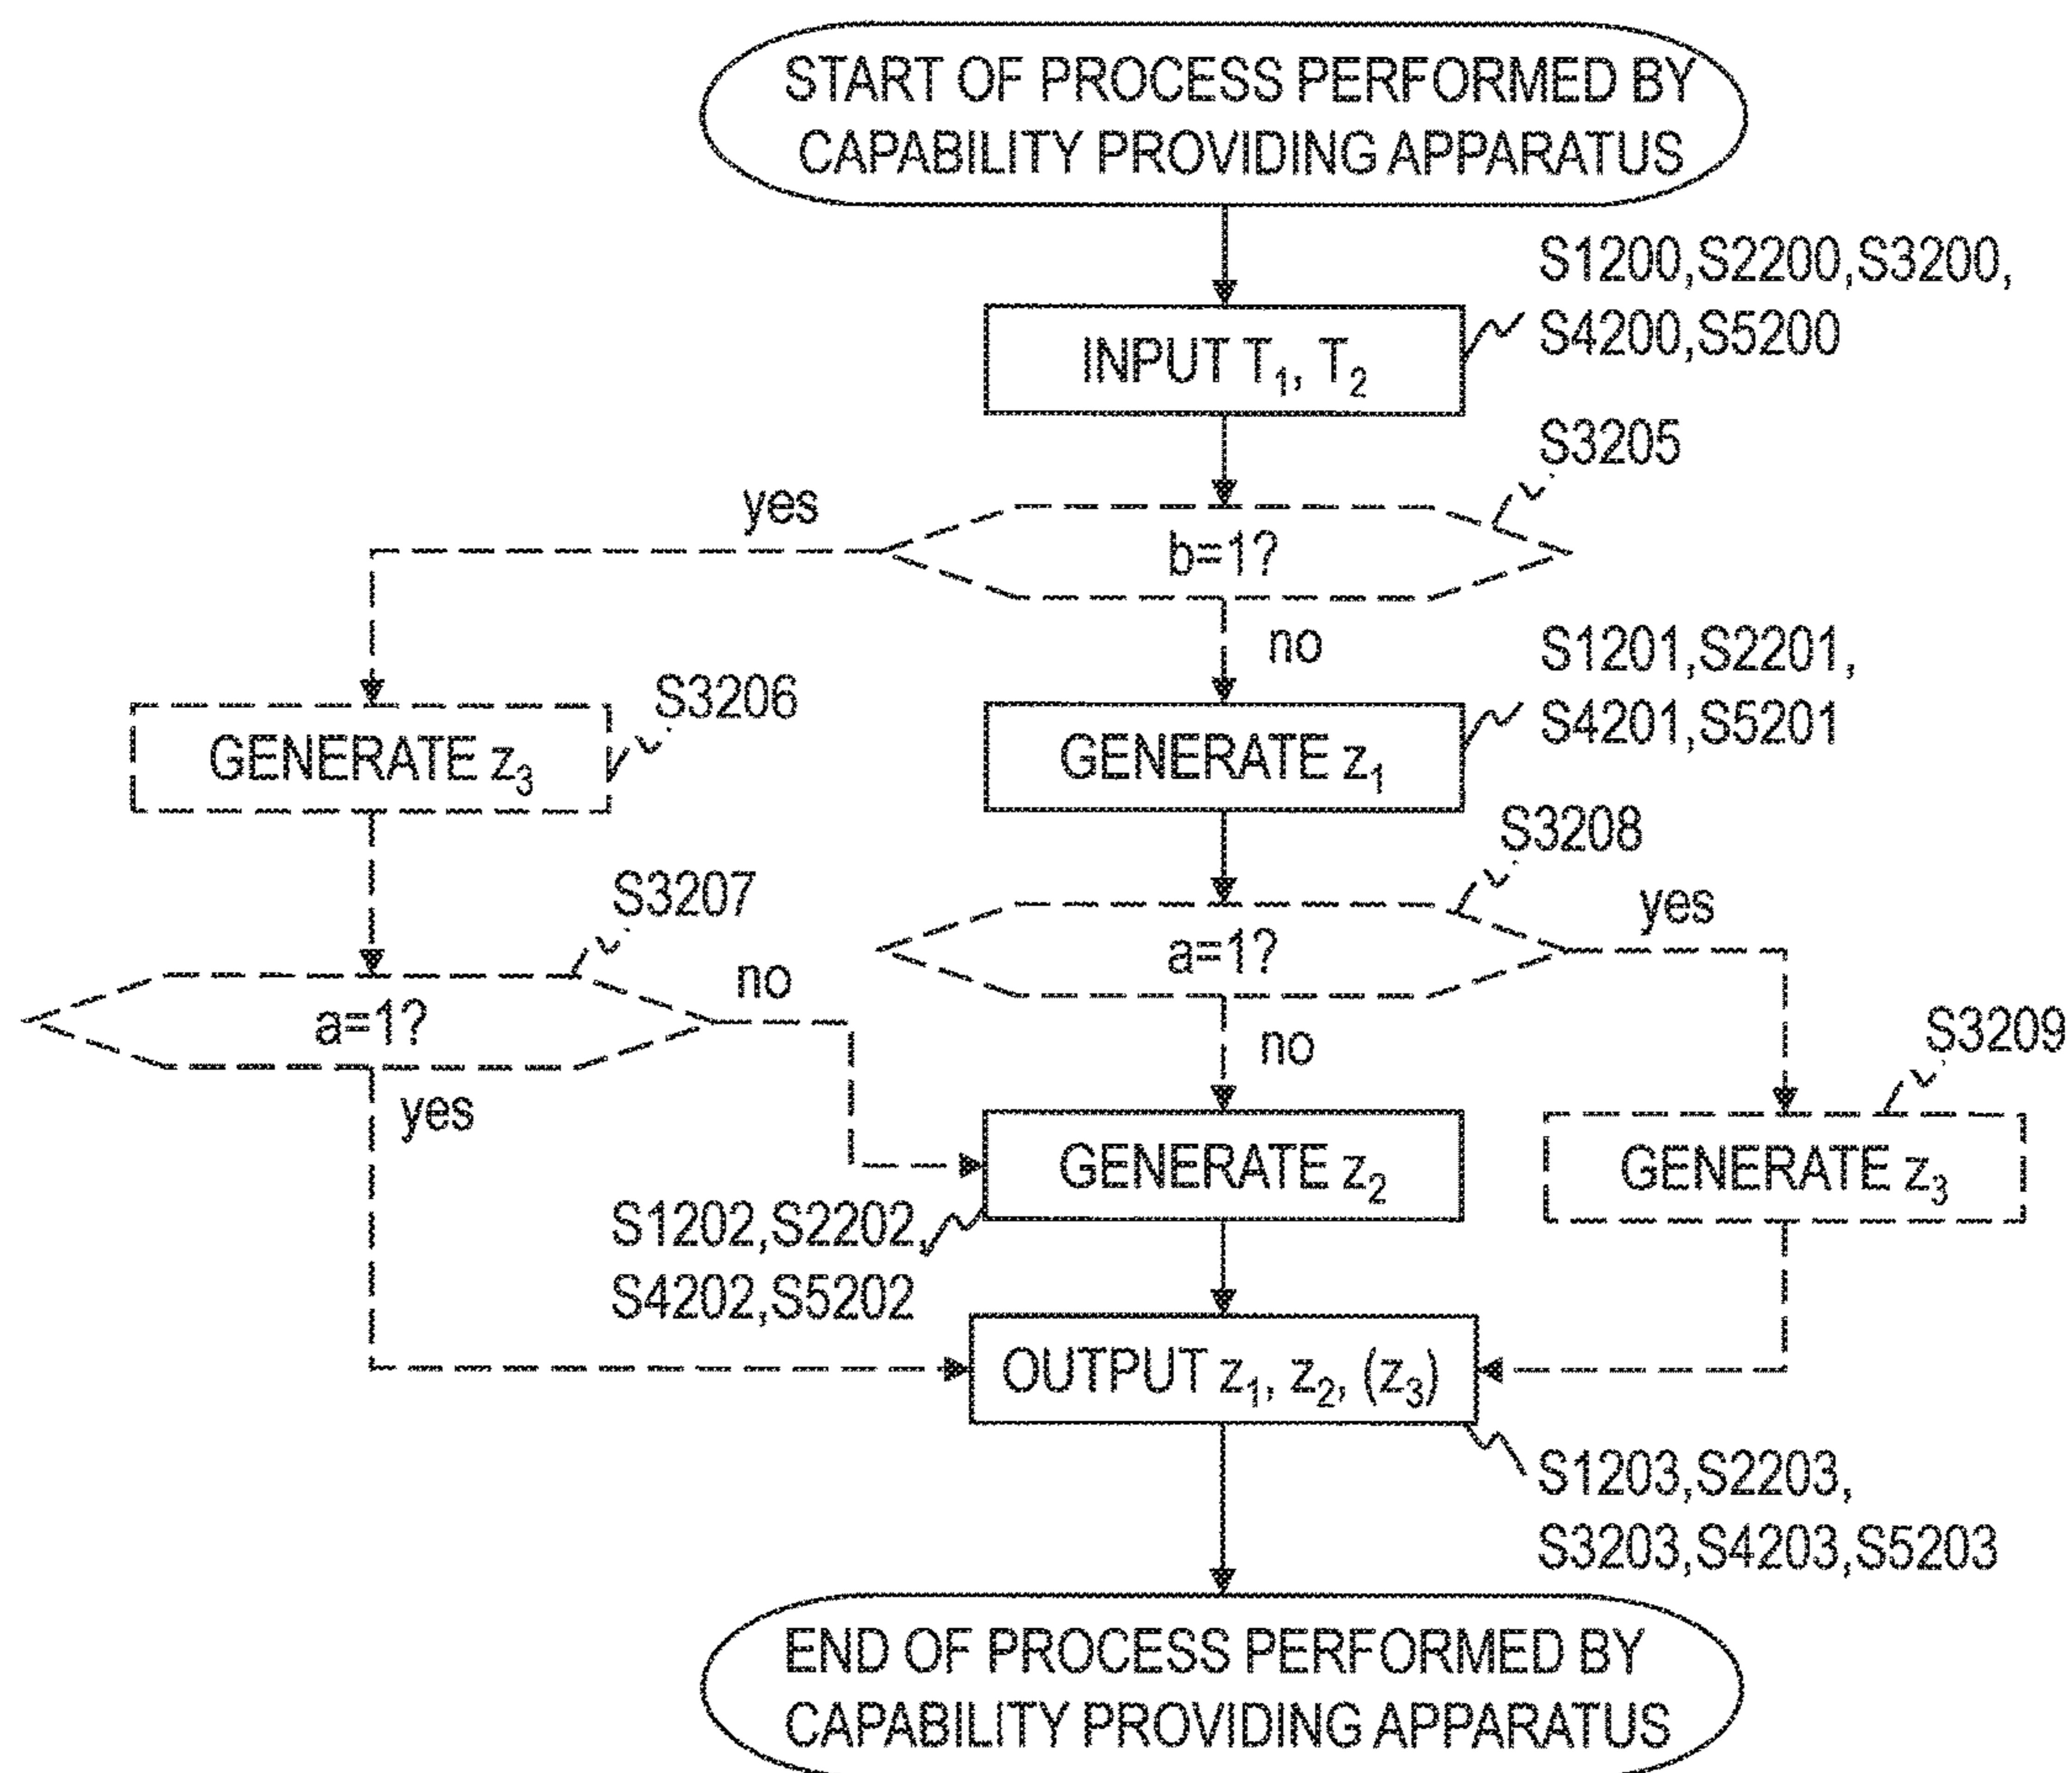 START OF PROCESS PERFORMED BY
CAPABILITY PROVIDING APPARATUS
S1200,S2200,S3200,
S4200,S5200
INPUT T₁, T₂
S3205
yes
b=1?
no
S1201,S2201,
S4201,S5201
S3206
GENERATE z₃
GENERATE z₁
S3208
S3207
yes
a=1?
no
a=1?
S3209
no
yes
GENERATE z₂
GENERATE z₃
S1202,S2202,
S4202,S5202
OUTPUT z₁, z₂, (z₃)
S1203,S2203,
S3203,S4203,S5203
END OF PROCESS PERFORMED BY
CAPABILITY PROVIDING APPARATUS